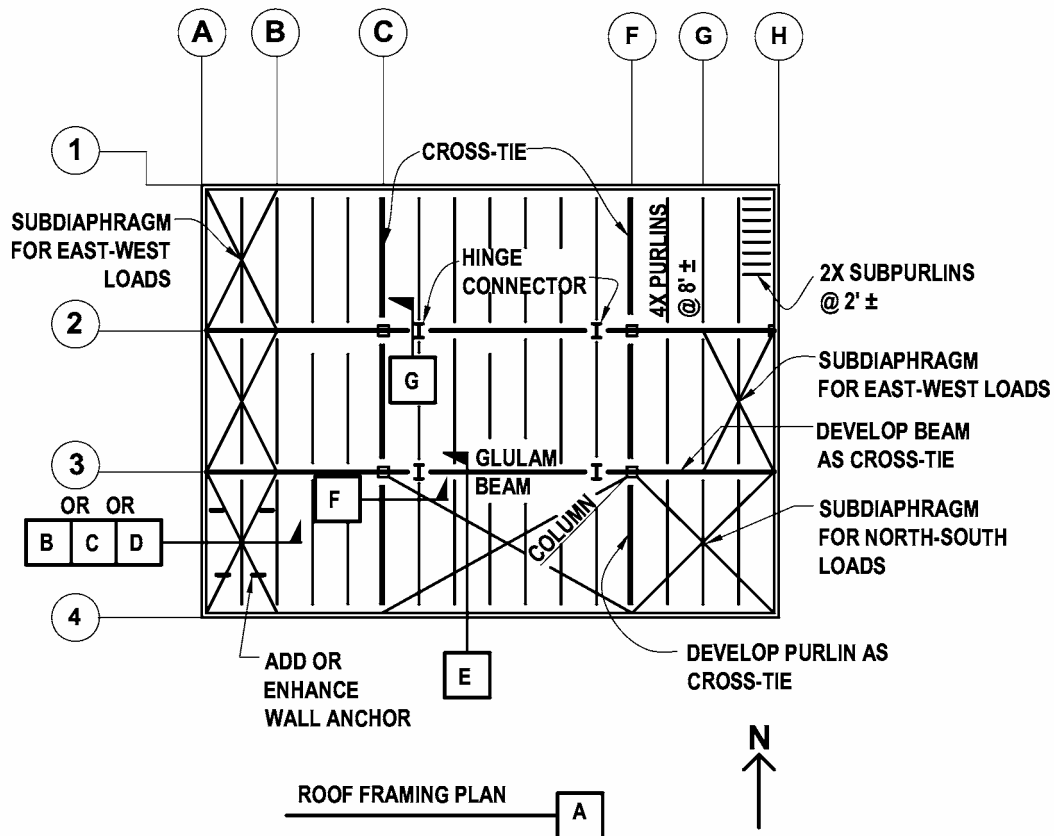 A
B
C
F
G
H
1
CROSS-TIE
SUBDIAPHRAGM
FOR EAST-WEST
LOADS
HINGE
CONNECTOR
4X PURLINS
@ 8' ±
2X SUBPURLINS
@ 2' ±
2
G
SUBDIAPHRAGM
FOR EAST-WEST LOADS
DEVELOP BEAM
AS CROSS-TIE
3
GLULAM
BEAM
F
OR OR
B C D
COLUMN
SUBDIAPHRAGM
FOR NORTH-SOUTH
LOADS
4
ADD OR
ENHANCE
WALL ANCHOR
E
DEVELOP PURLIN AS
CROSS-TIE
N
ROOF FRAMING PLAN
A